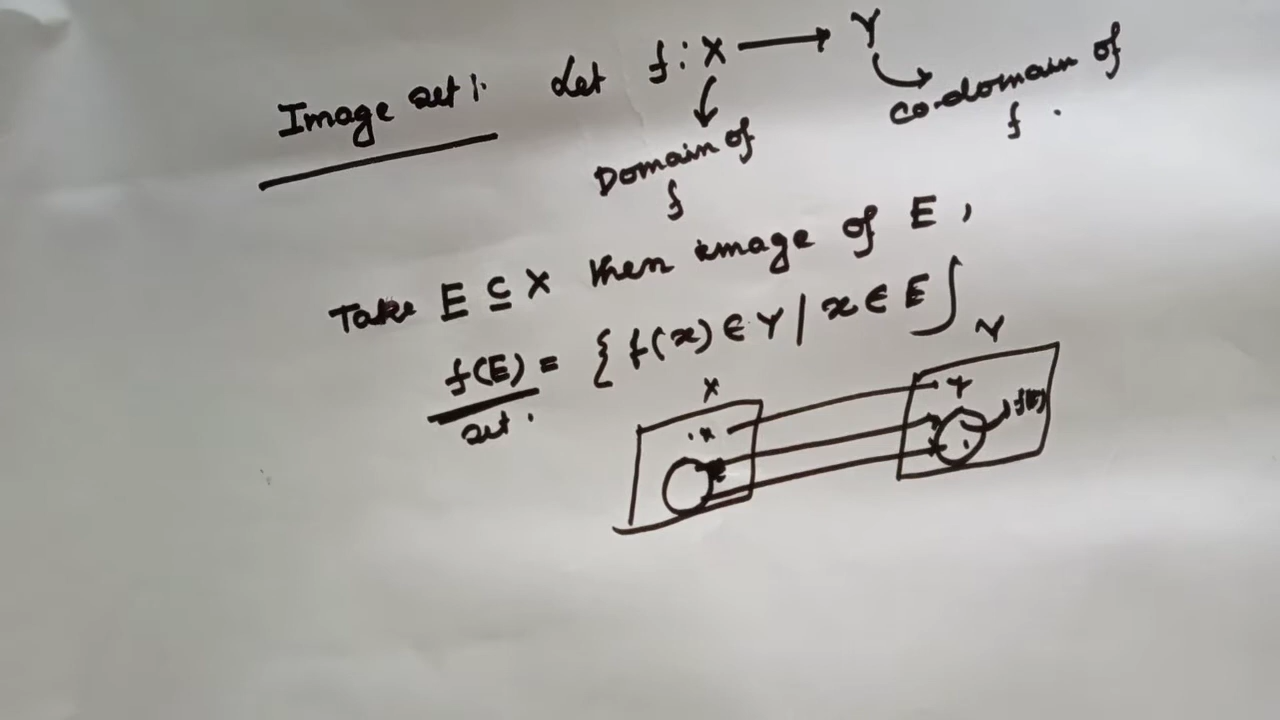 Image set :- Let f : X ⟶ Y
Domain of f
Co-domain of f .
Take E ⊆ X then image of E ,
f(E) = { f(x) ∈ Y | x ∈ E }
set .
X
Y
. x
y
E
f(E)